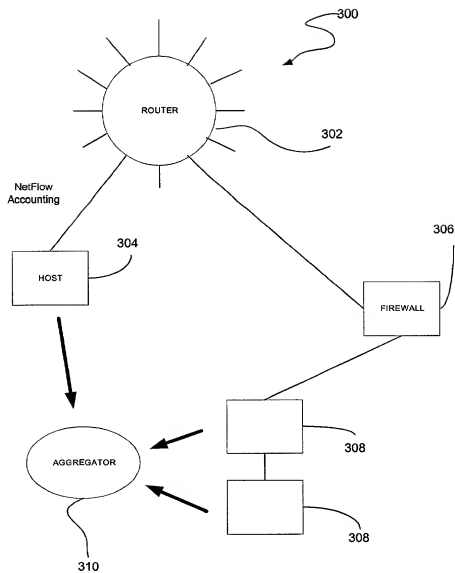 300
ROUTER
302
NetFlow
Accounting
304
HOST
306
FIREWALL
308
AGGREGATOR
308
310